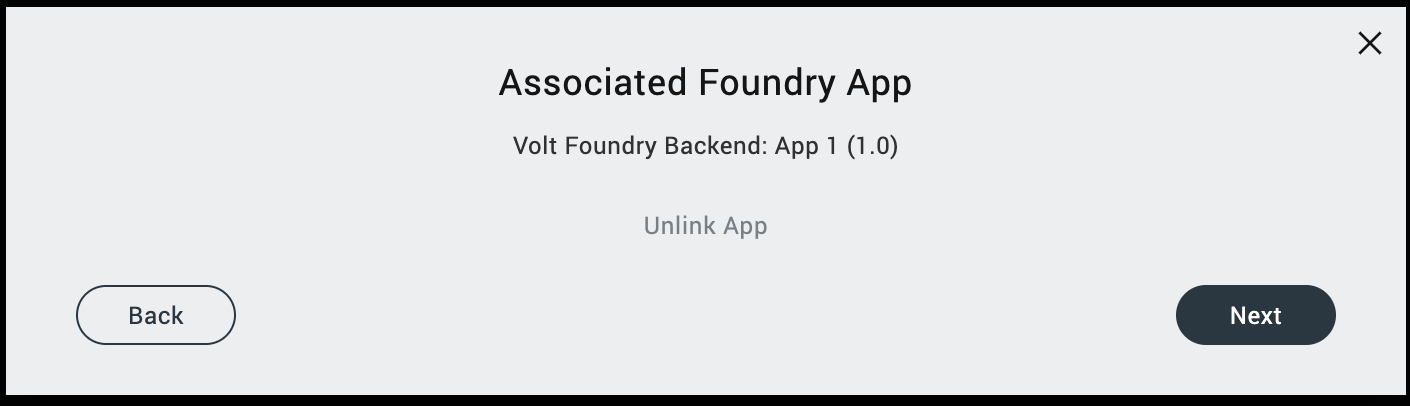 Associated Foundry App
Volt Foundry Backend: App 1 (1.0)
Unlink App
Back
Next